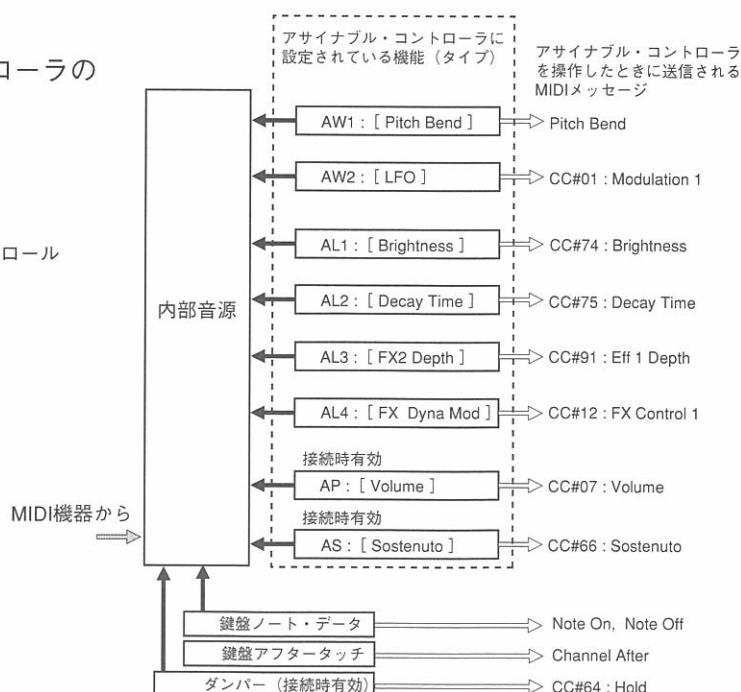 ローラの
アサイナブル・コントローラに
設定されている機能（タイプ）
アサイナブル・コントローラ
を操作したときに送信される
MIDIメッセージ
AW1 : [ Pitch Bend ]
Pitch Bend
AW2 : [ LFO ]
CC#01 : Modulation 1
ロール
AL1 : [ Brightness ]
CC#74 : Brightness
内部音源
AL2 : [ Decay Time ]
CC#75 : Decay Time
AL3 : [ FX2 Depth ]
CC#91 : Eff 1 Depth
AL4 : [ FX Dyna Mod ]
CC#12 : FX Control 1
接続時有効
AP : [ Volume ]
CC#07 : Volume
MIDI機器から
接続時有効
AS : [ Sostenuto ]
CC#66 : Sostenuto
鍵盤ノート・データ
Note On, Note Off
鍵盤アフタータッチ
Channel After
ダンパー（接続時有効）
CC#64 : Hold